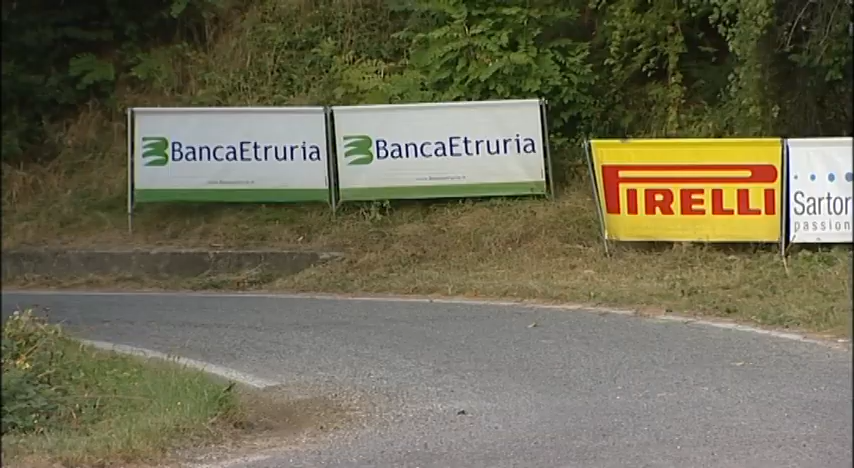 BancaEtruria
BancaEtruria
PIRELLI
Sartor
passion